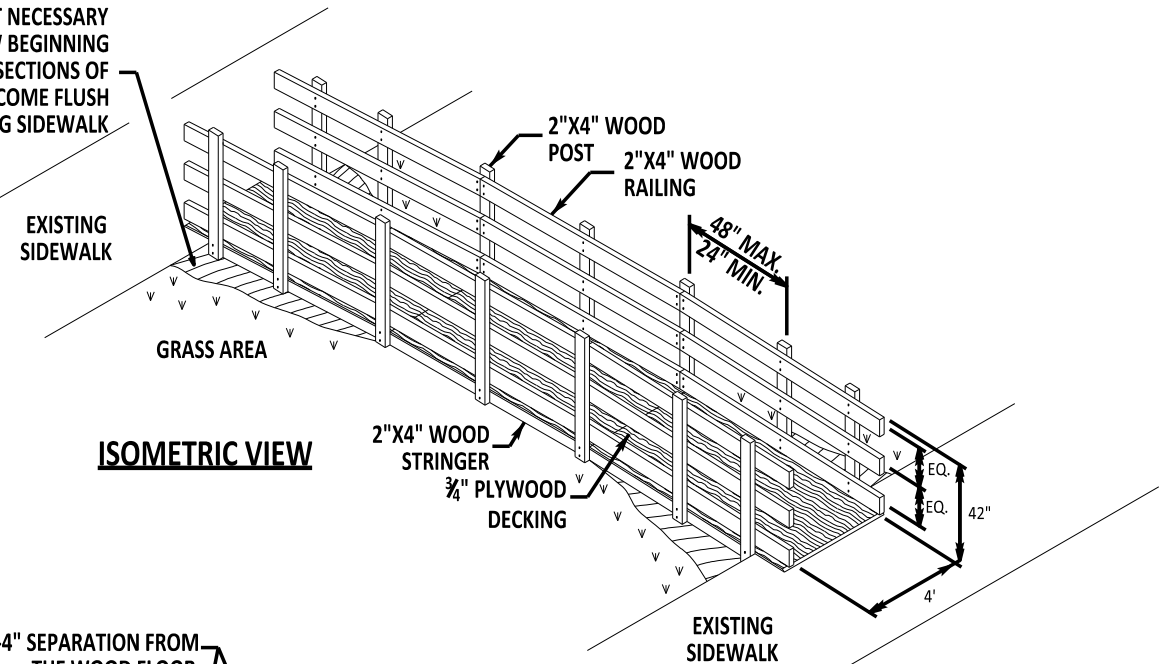 NECESSARY
BEGINNING
SECTIONS OF
COME FLUSH
SIDEWALK
EXISTING
SIDEWALK
GRASS AREA
ISOMETRIC VIEW
2"X4" WOOD
POST
2"X4" WOOD
RAILING
48" MAX.
24" MIN.
2"X4" WOOD
STRINGER
¾" PLYWOOD
DECKING
EQ.
EQ.
42"
4'
EXISTING
SIDEWALK
4" SEPARATION FROM
THE WOOD FLOOR